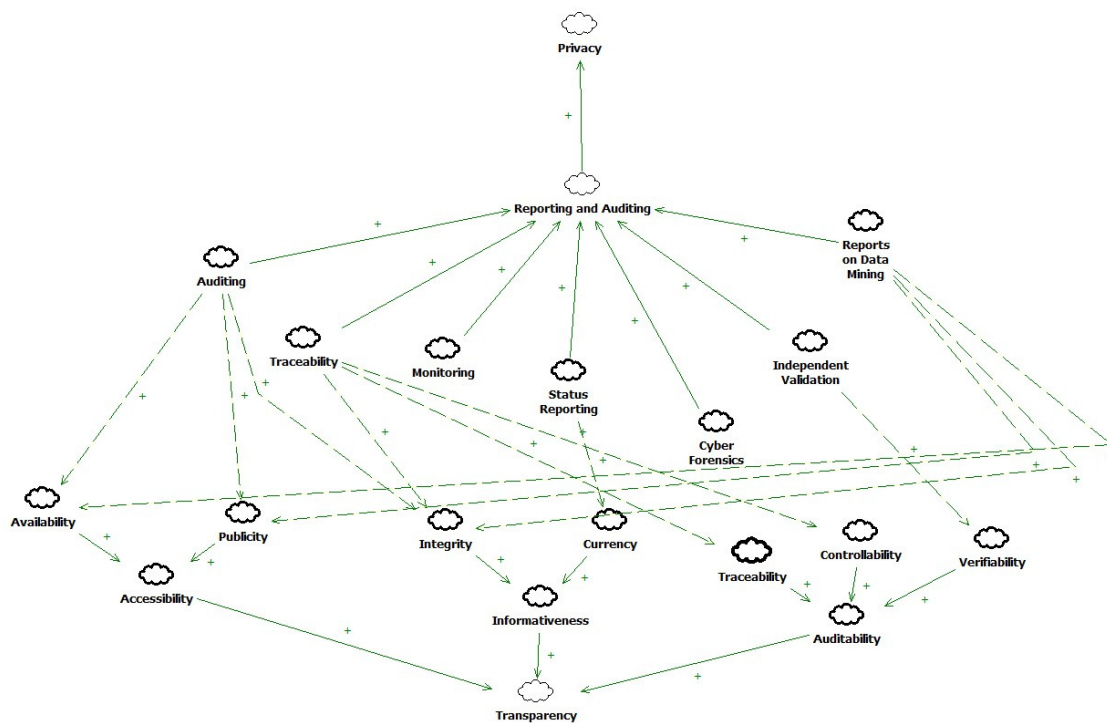 Privacy
+
Reporting and Auditing
+
+
Reports
on Data
Mining
Auditing
+
+
+
+
+
Traceability
Monitoring
Status
Reporting
Independent
Validation
Cyber
Forensics
+
+
+
+
+
+
+
+
+
+
+
Availability
Publicity
Integrity
Currency
Traceability
Controllability
Verifiability
+
+
+
+
+
+
+
Accessibility
Informativeness
Auditability
+
+
+
Transparency